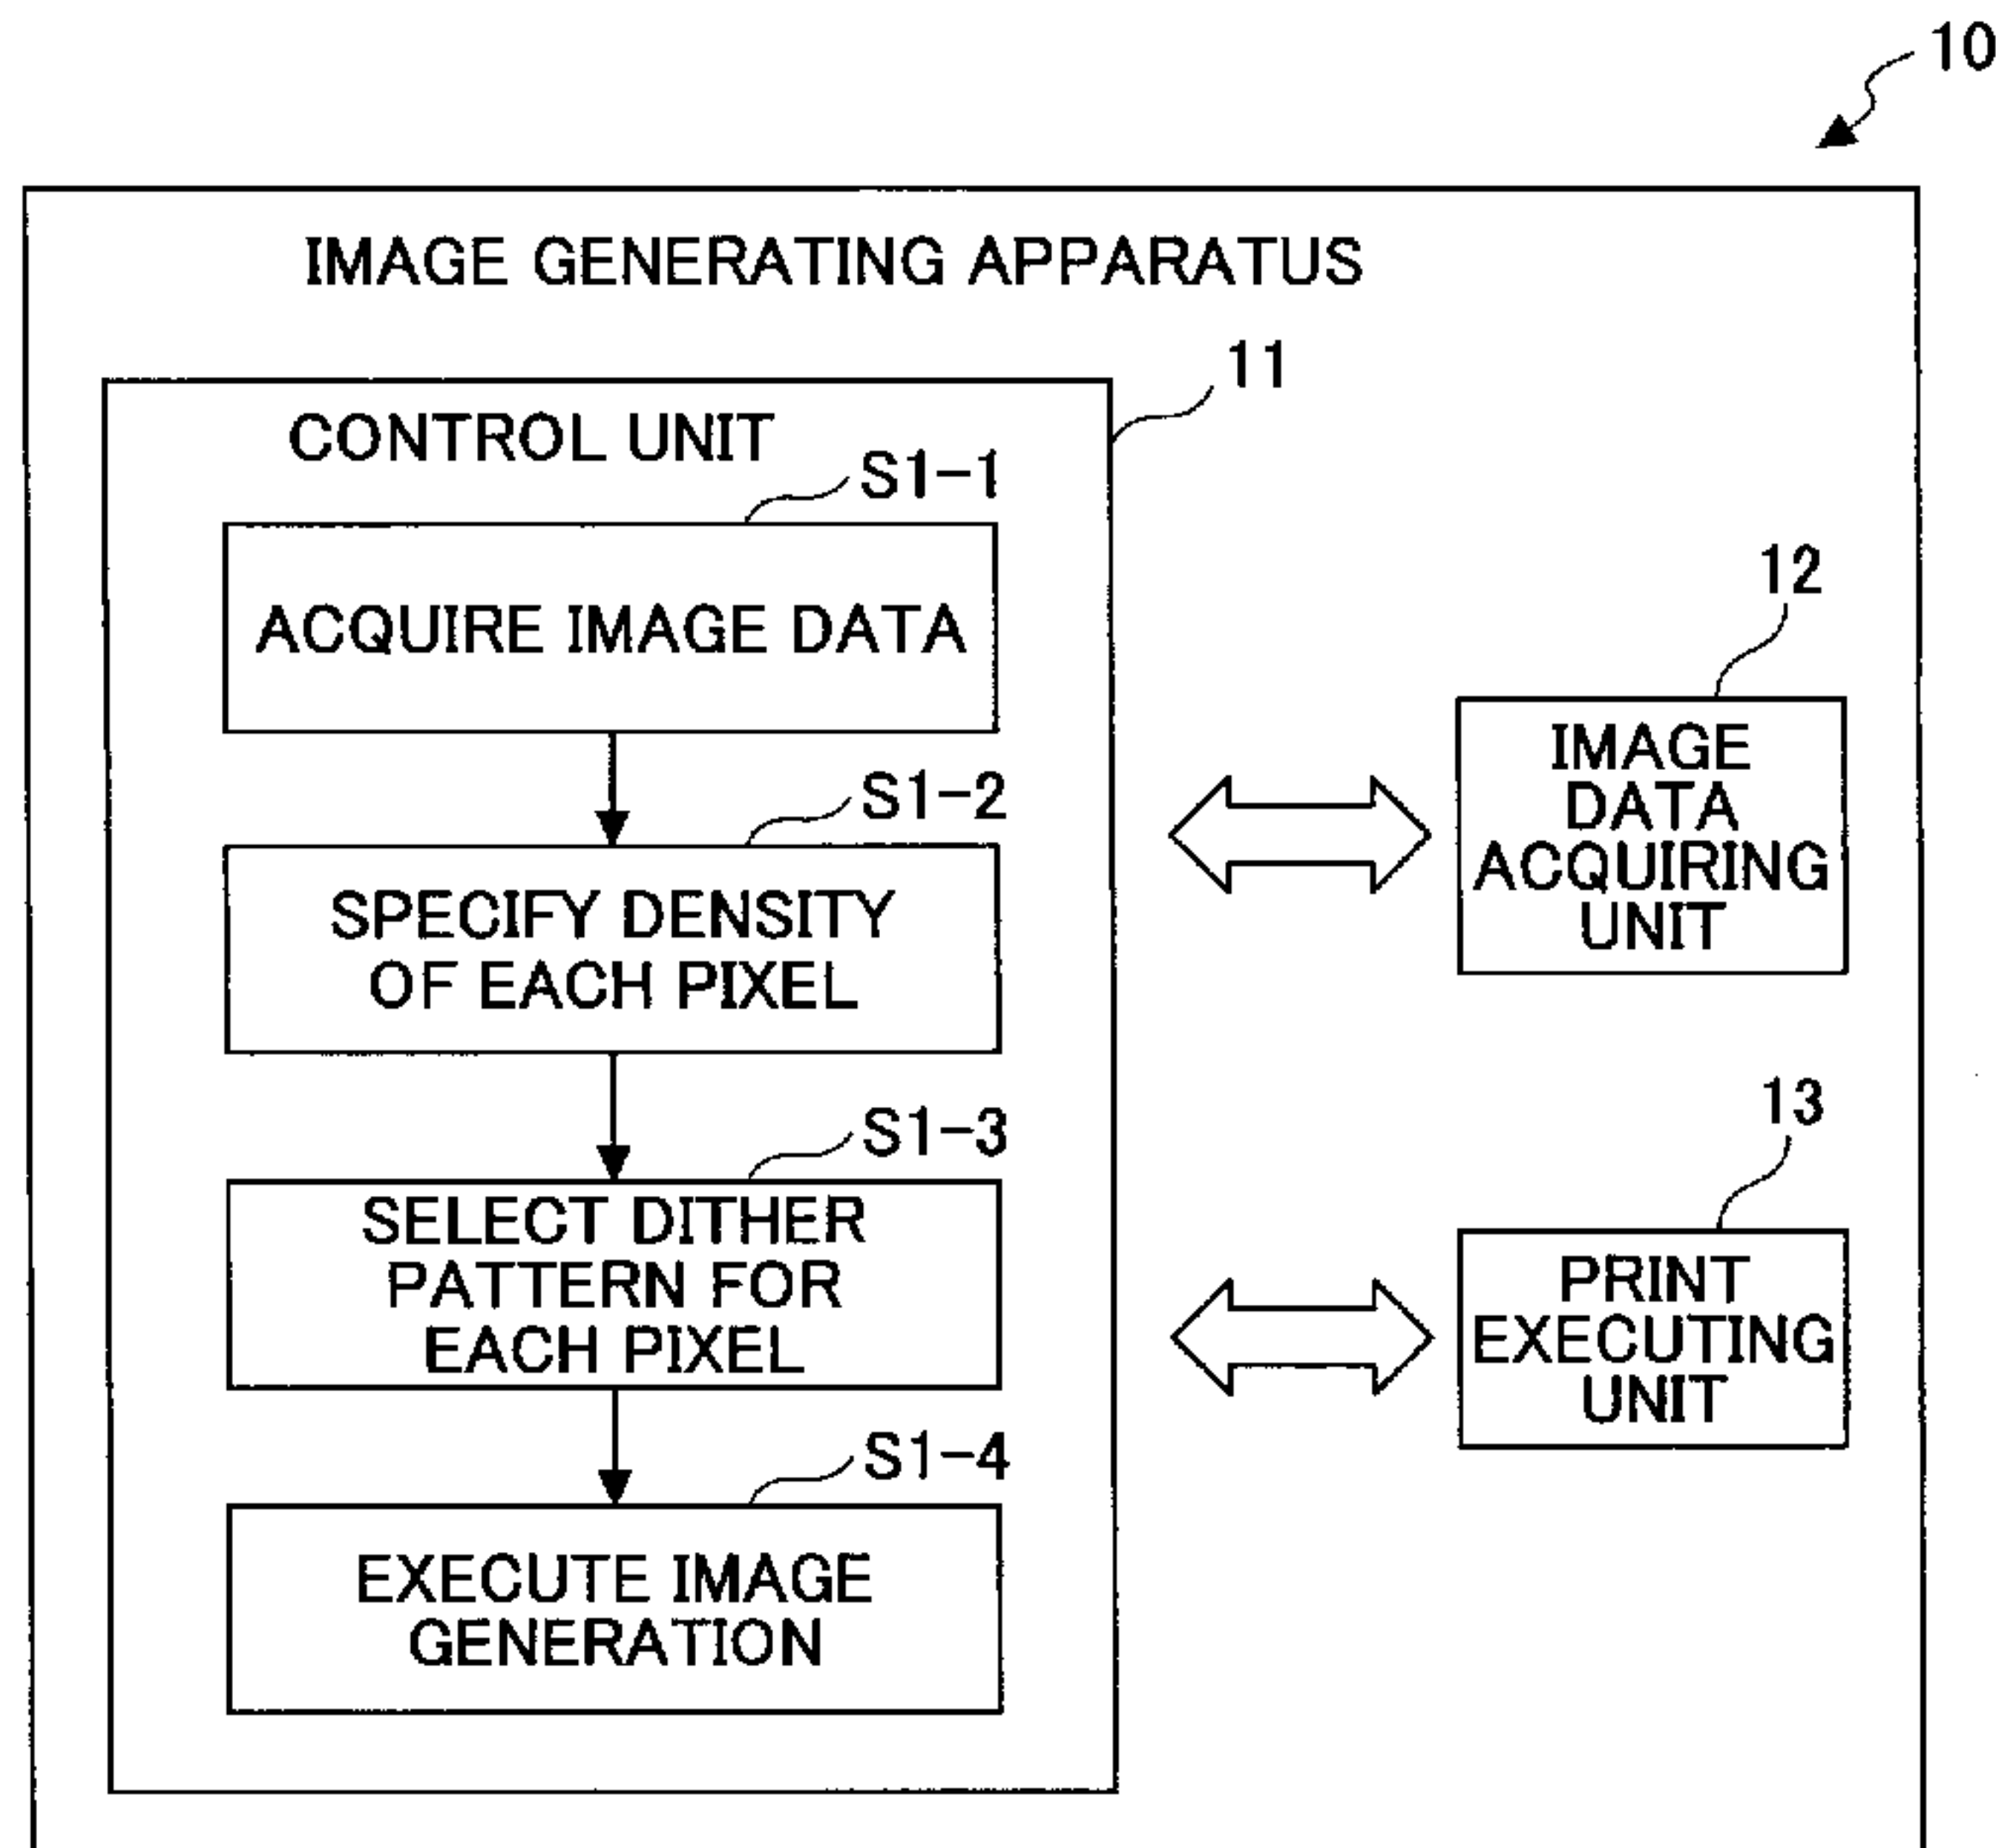 10
IMAGE GENERATING APPARATUS
11
CONTROL UNIT
S1-1
ACQUIRE IMAGE DATA
S1-2
SPECIFY DENSITY
OF EACH PIXEL
S1-3
SELECT DITHER
PATTERN FOR
EACH PIXEL
S1-4
EXECUTE IMAGE
GENERATION
12
IMAGE
DATA
ACQUIRING
UNIT
13
PRINT
EXECUTING
UNIT